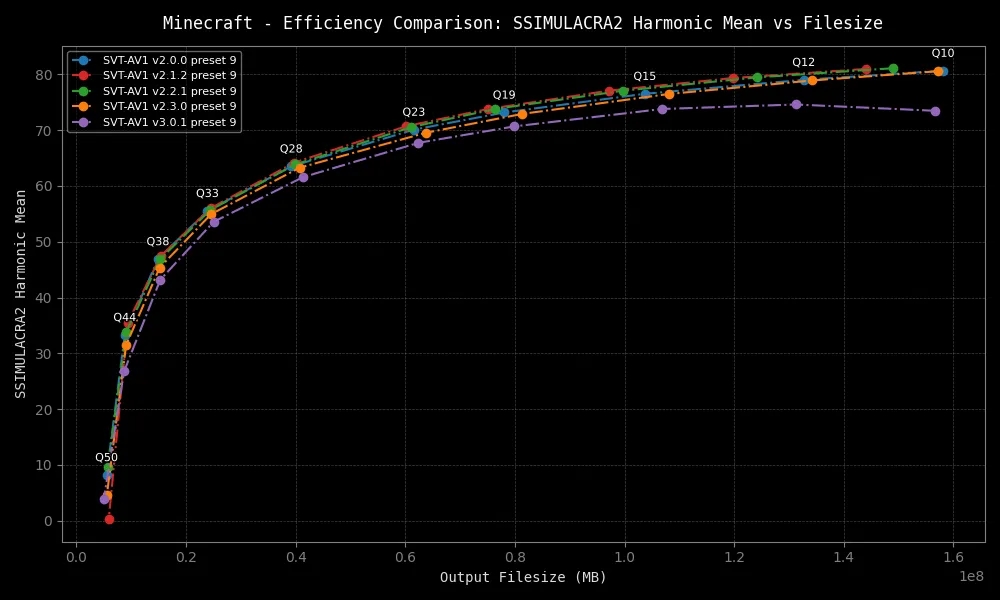 Minecraft - Efficiency Comparison: SSIMULACRA2 Harmonic Mean vs Filesize
SVT-AV1 v2.0.0 preset 9
SVT-AV1 v2.1.2 preset 9
SVT-AV1 v2.2.1 preset 9
SVT-AV1 v2.3.0 preset 9
SVT-AV1 v3.0.1 preset 9
SSIMULACRA2 Harmonic Mean
80
70
60
50
40
30
20
10
0
Q10
Q12
Q15
Q19
Q23
Q28
Q33
Q38
Q44
Q50
0.0 0.2 0.4 0.6 0.8 1.0 1.2 1.4 1.6
1e8
Output Filesize (MB)